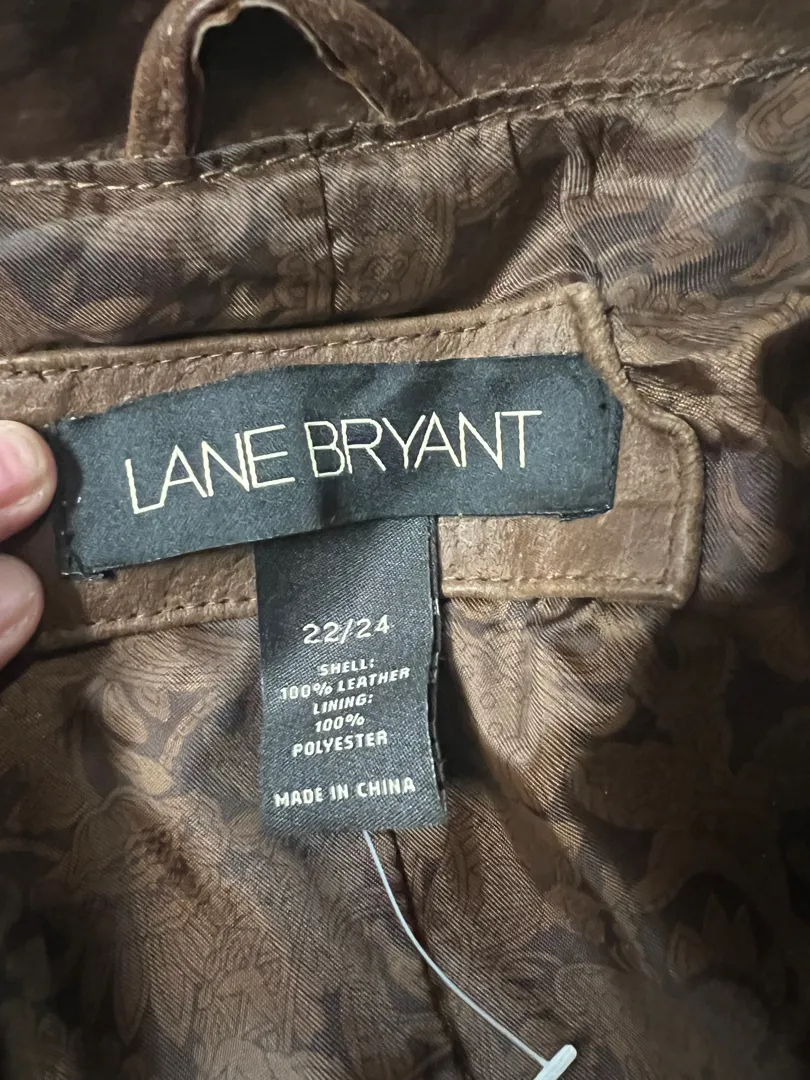 LANE BRYANT
22/24
SHELL:
100% LEATHER
LINING:
100%
POLYESTER
MADE IN CHINA